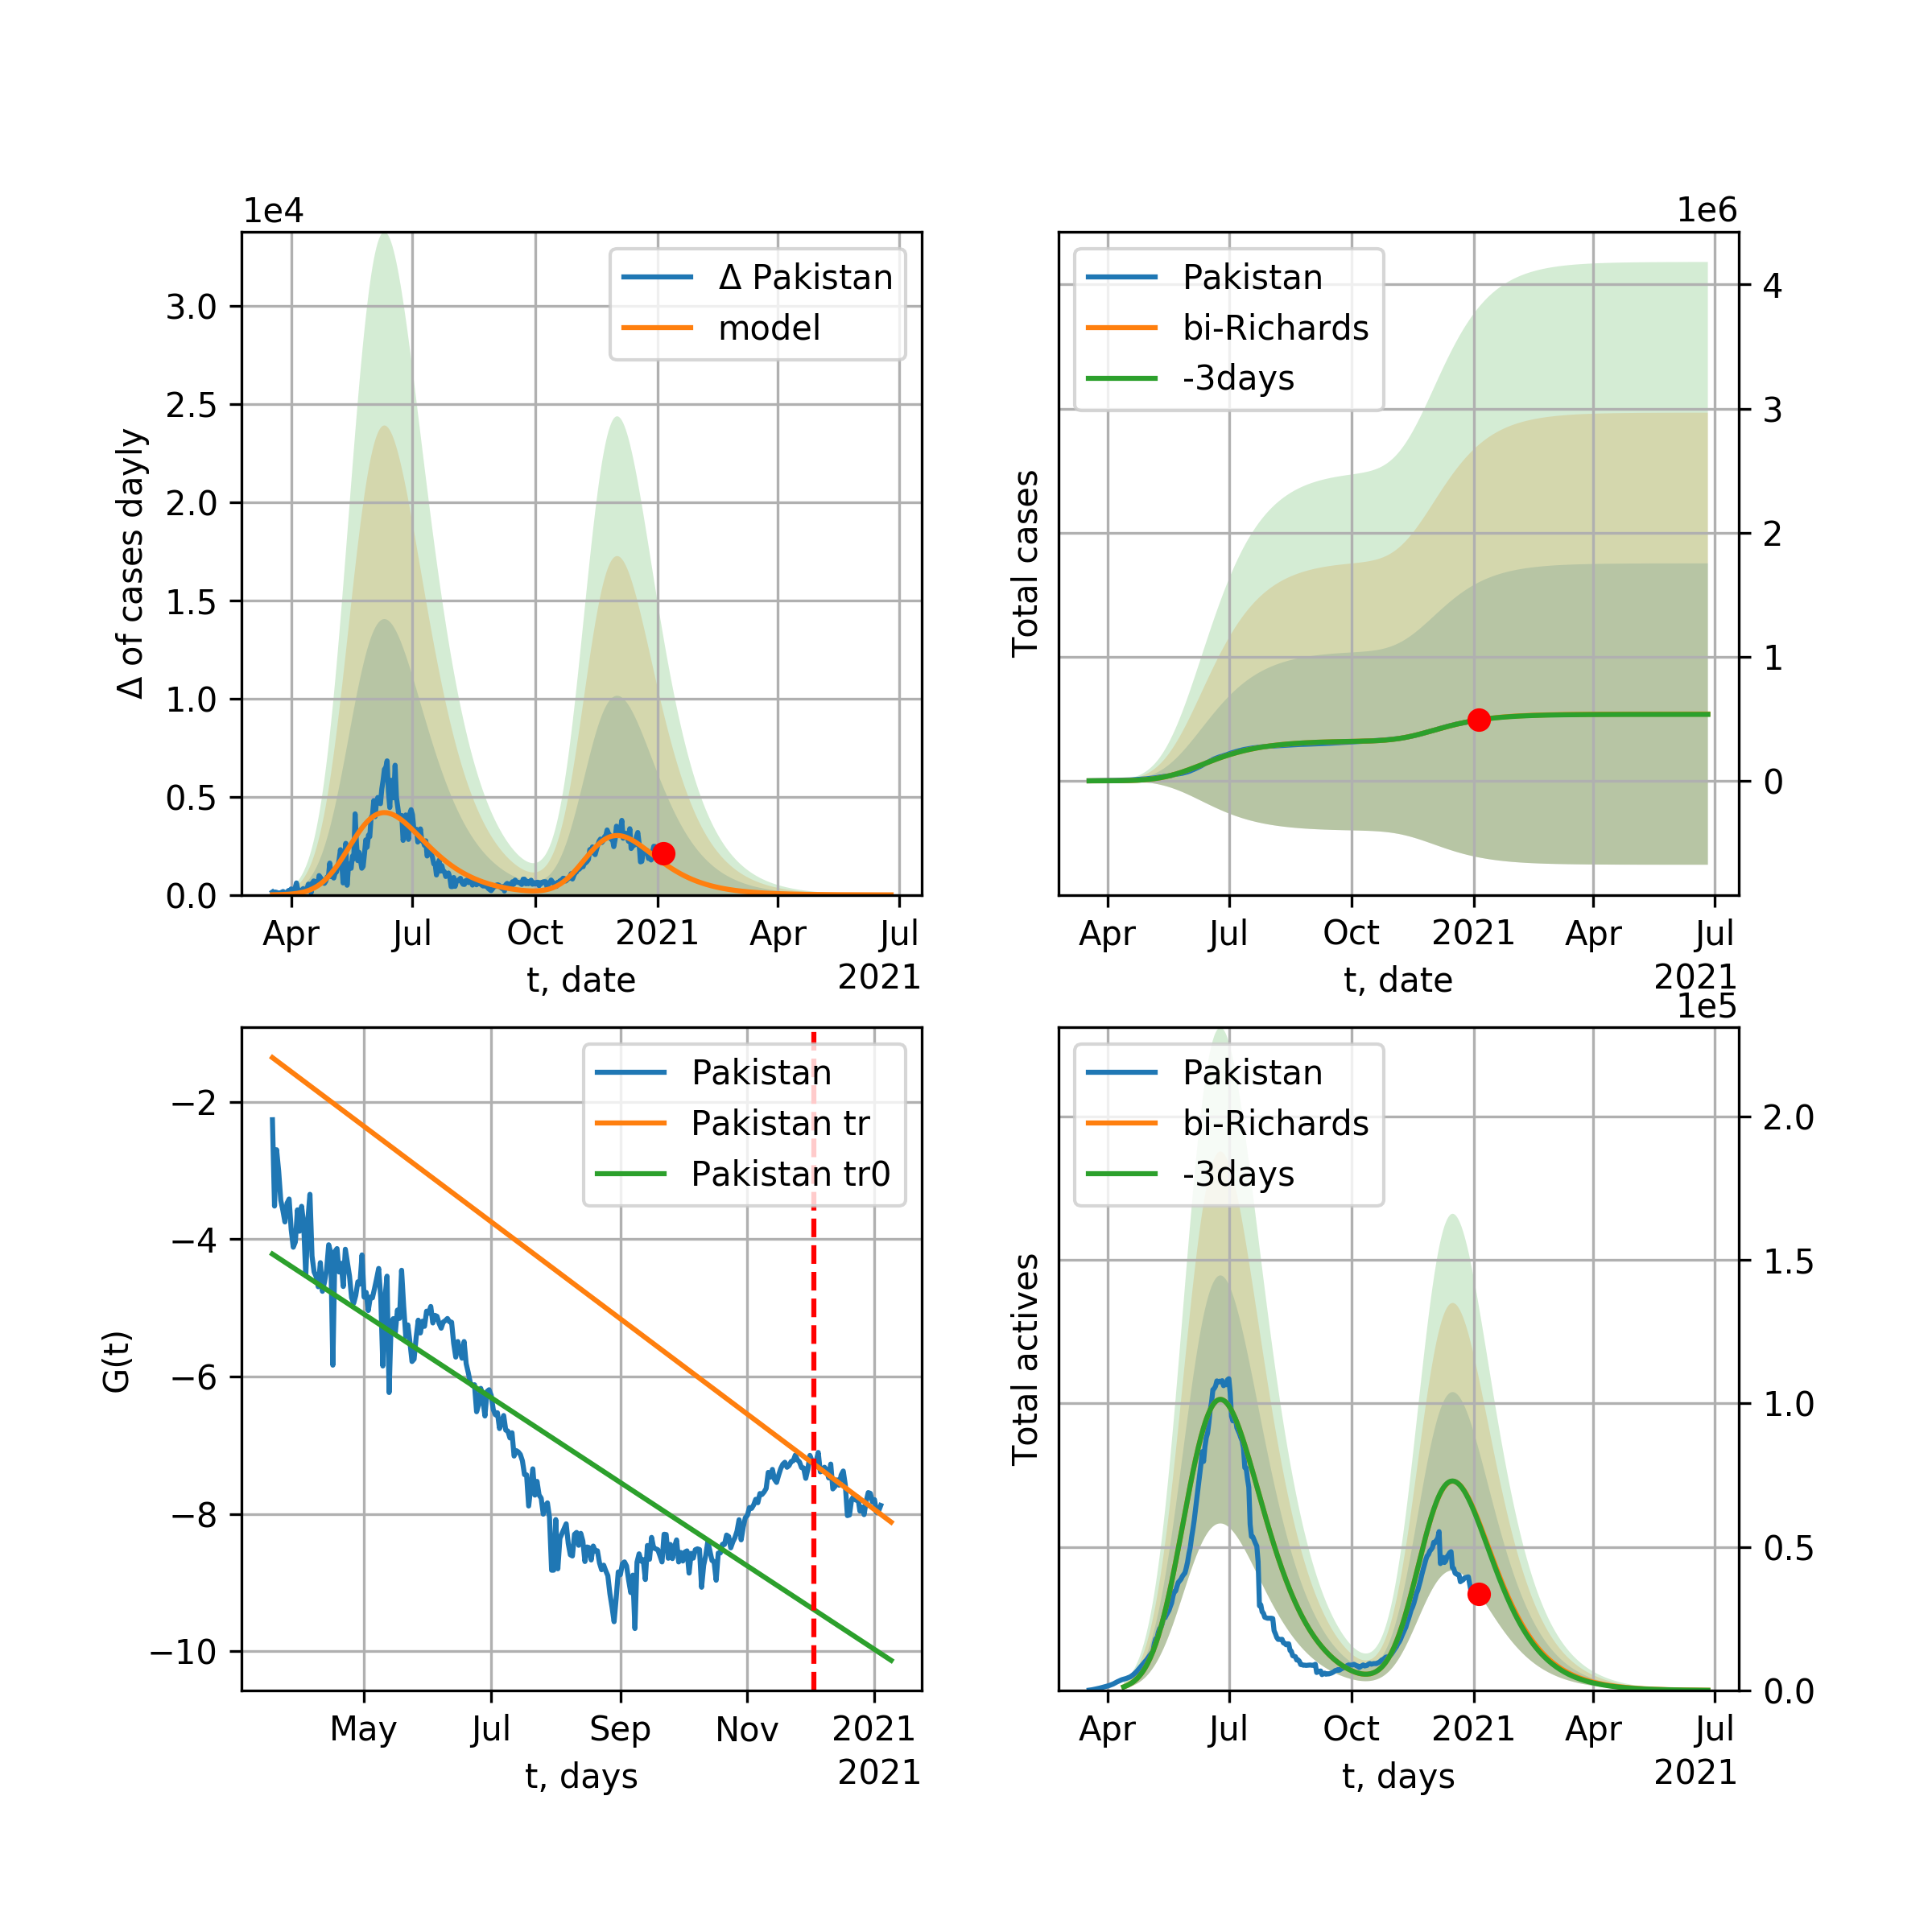 1e4
Δ Pakistan
model
3.0
2.5
2.0
1.5
1.0
0.5
0.0
Δ of cases dayly
Apr Jul Oct 2021 Apr Jul
t, date
2021
1e6
Pakistan
bi-Richards
-3days
4
3
2
1
0
Total cases
Apr Jul Oct 2021 Apr Jul
t, date
2021
Pakistan
Pakistan tr
Pakistan tr0
−2
−4
−6
−8
−10
G(t)
May Jul Sep Nov 2021
t, days
2021
1e5
Pakistan
bi-Richards
-3days
2.0
1.5
1.0
0.5
0.0
Total actives
Apr Jul Oct 2021 Apr Jul
t, days
2021